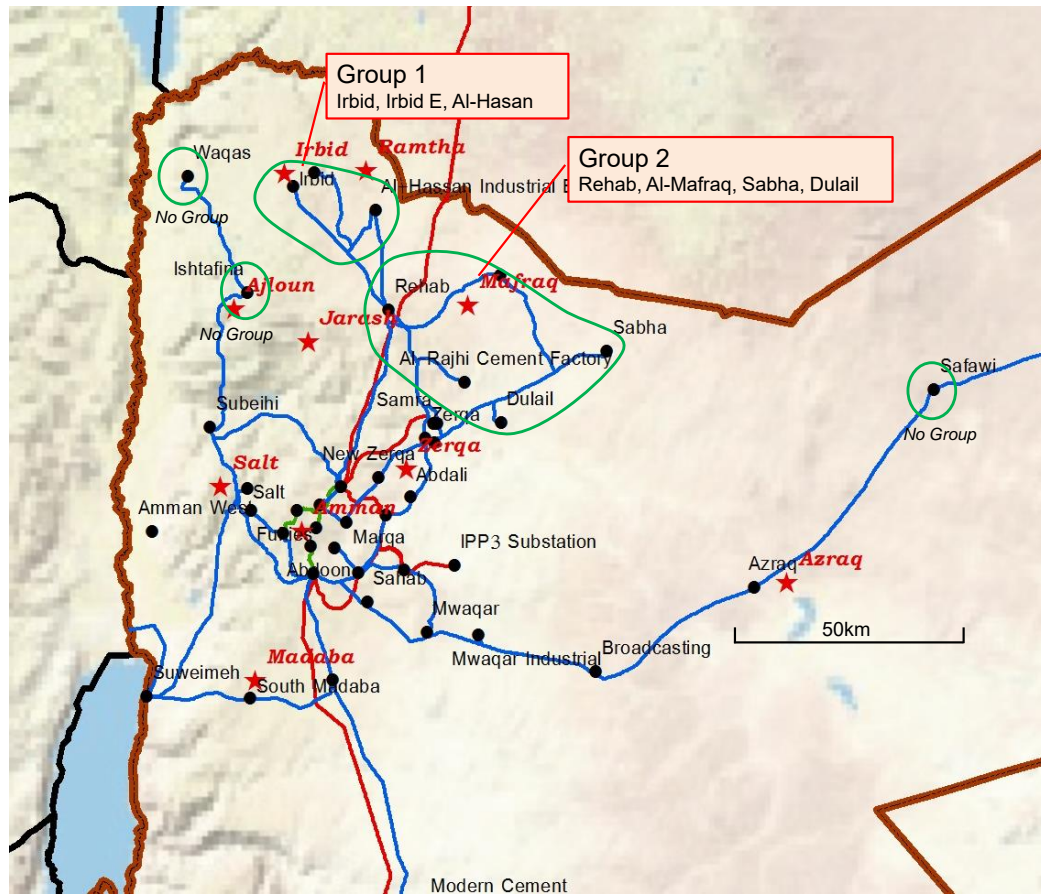 Group 1
Irbid, Irbid E, Al-Hasan
Group 2
Rehab, Al-Mafraq, Sabha, Dulail
Waqas
No Group
Irbid
Ramtha
Irbid
Al-Hassan Industrial E
Ishtafina
Ajloun
No Group
Rehab
Mafraq
Jarash
Sabha
Al-Rajhi Cement Factory
Safawi
No Group
Subeihi
Samra
Zerqa
Dulail
Zerqa
New Zerqa
Abdali
Salt
Salt
Amman West
Amman
Fuhies
Marqa
IPP3 Substation
Abdoon
Sahab
Azraq
Azraq
Mwaqar
50km
Mwaqar Industrial
Broadcasting
Madaba
Suweimeh
South Madaba
Modern Cement